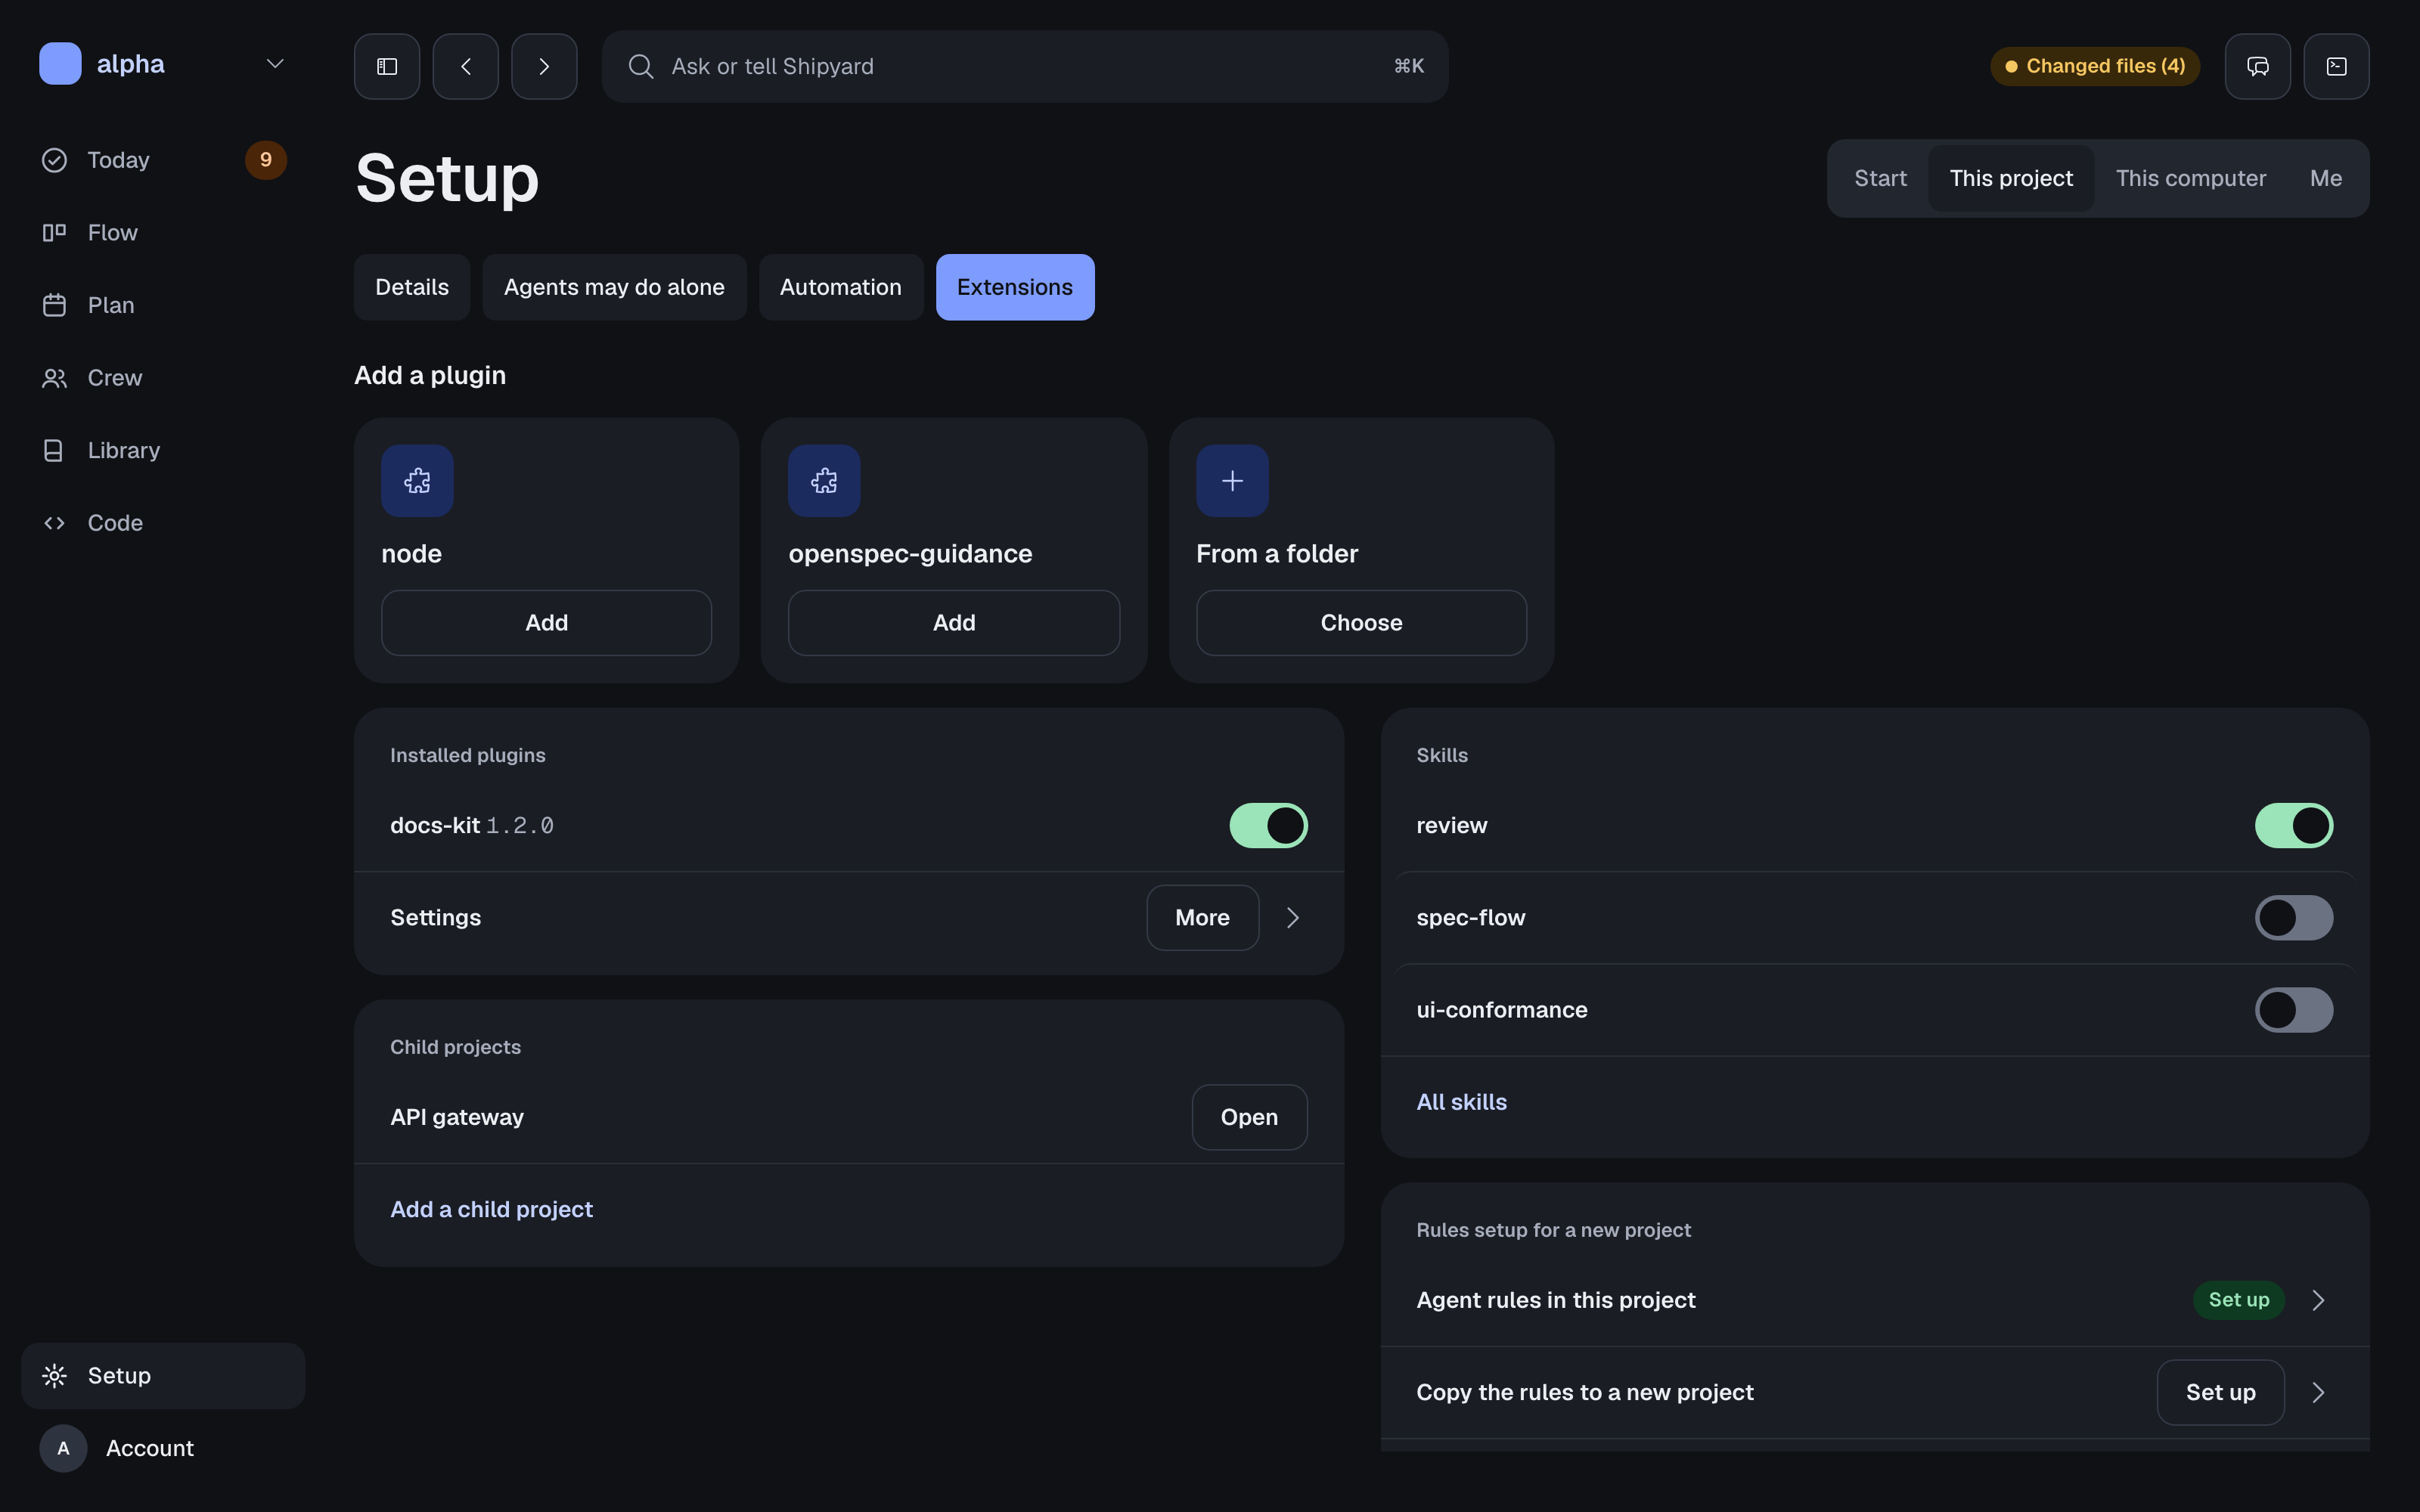 alpha
Ask or tell Shipyard
⌘K
Changed files (4)
Today
9
Flow
Plan
Crew
Library
Code
Setup
Account
A
Setup
Start
This project
This computer
Me
Details
Agents may do alone
Automation
Extensions
Add a plugin
node
Add
openspec-guidance
Add
From a folder
Choose
Installed plugins
docs-kit 1.2.0
Settings
More
Child projects
API gateway
Open
Add a child project
Skills
review
spec-flow
ui-conformance
All skills
Rules setup for a new project
Agent rules in this project
Set up
Copy the rules to a new project
Set up